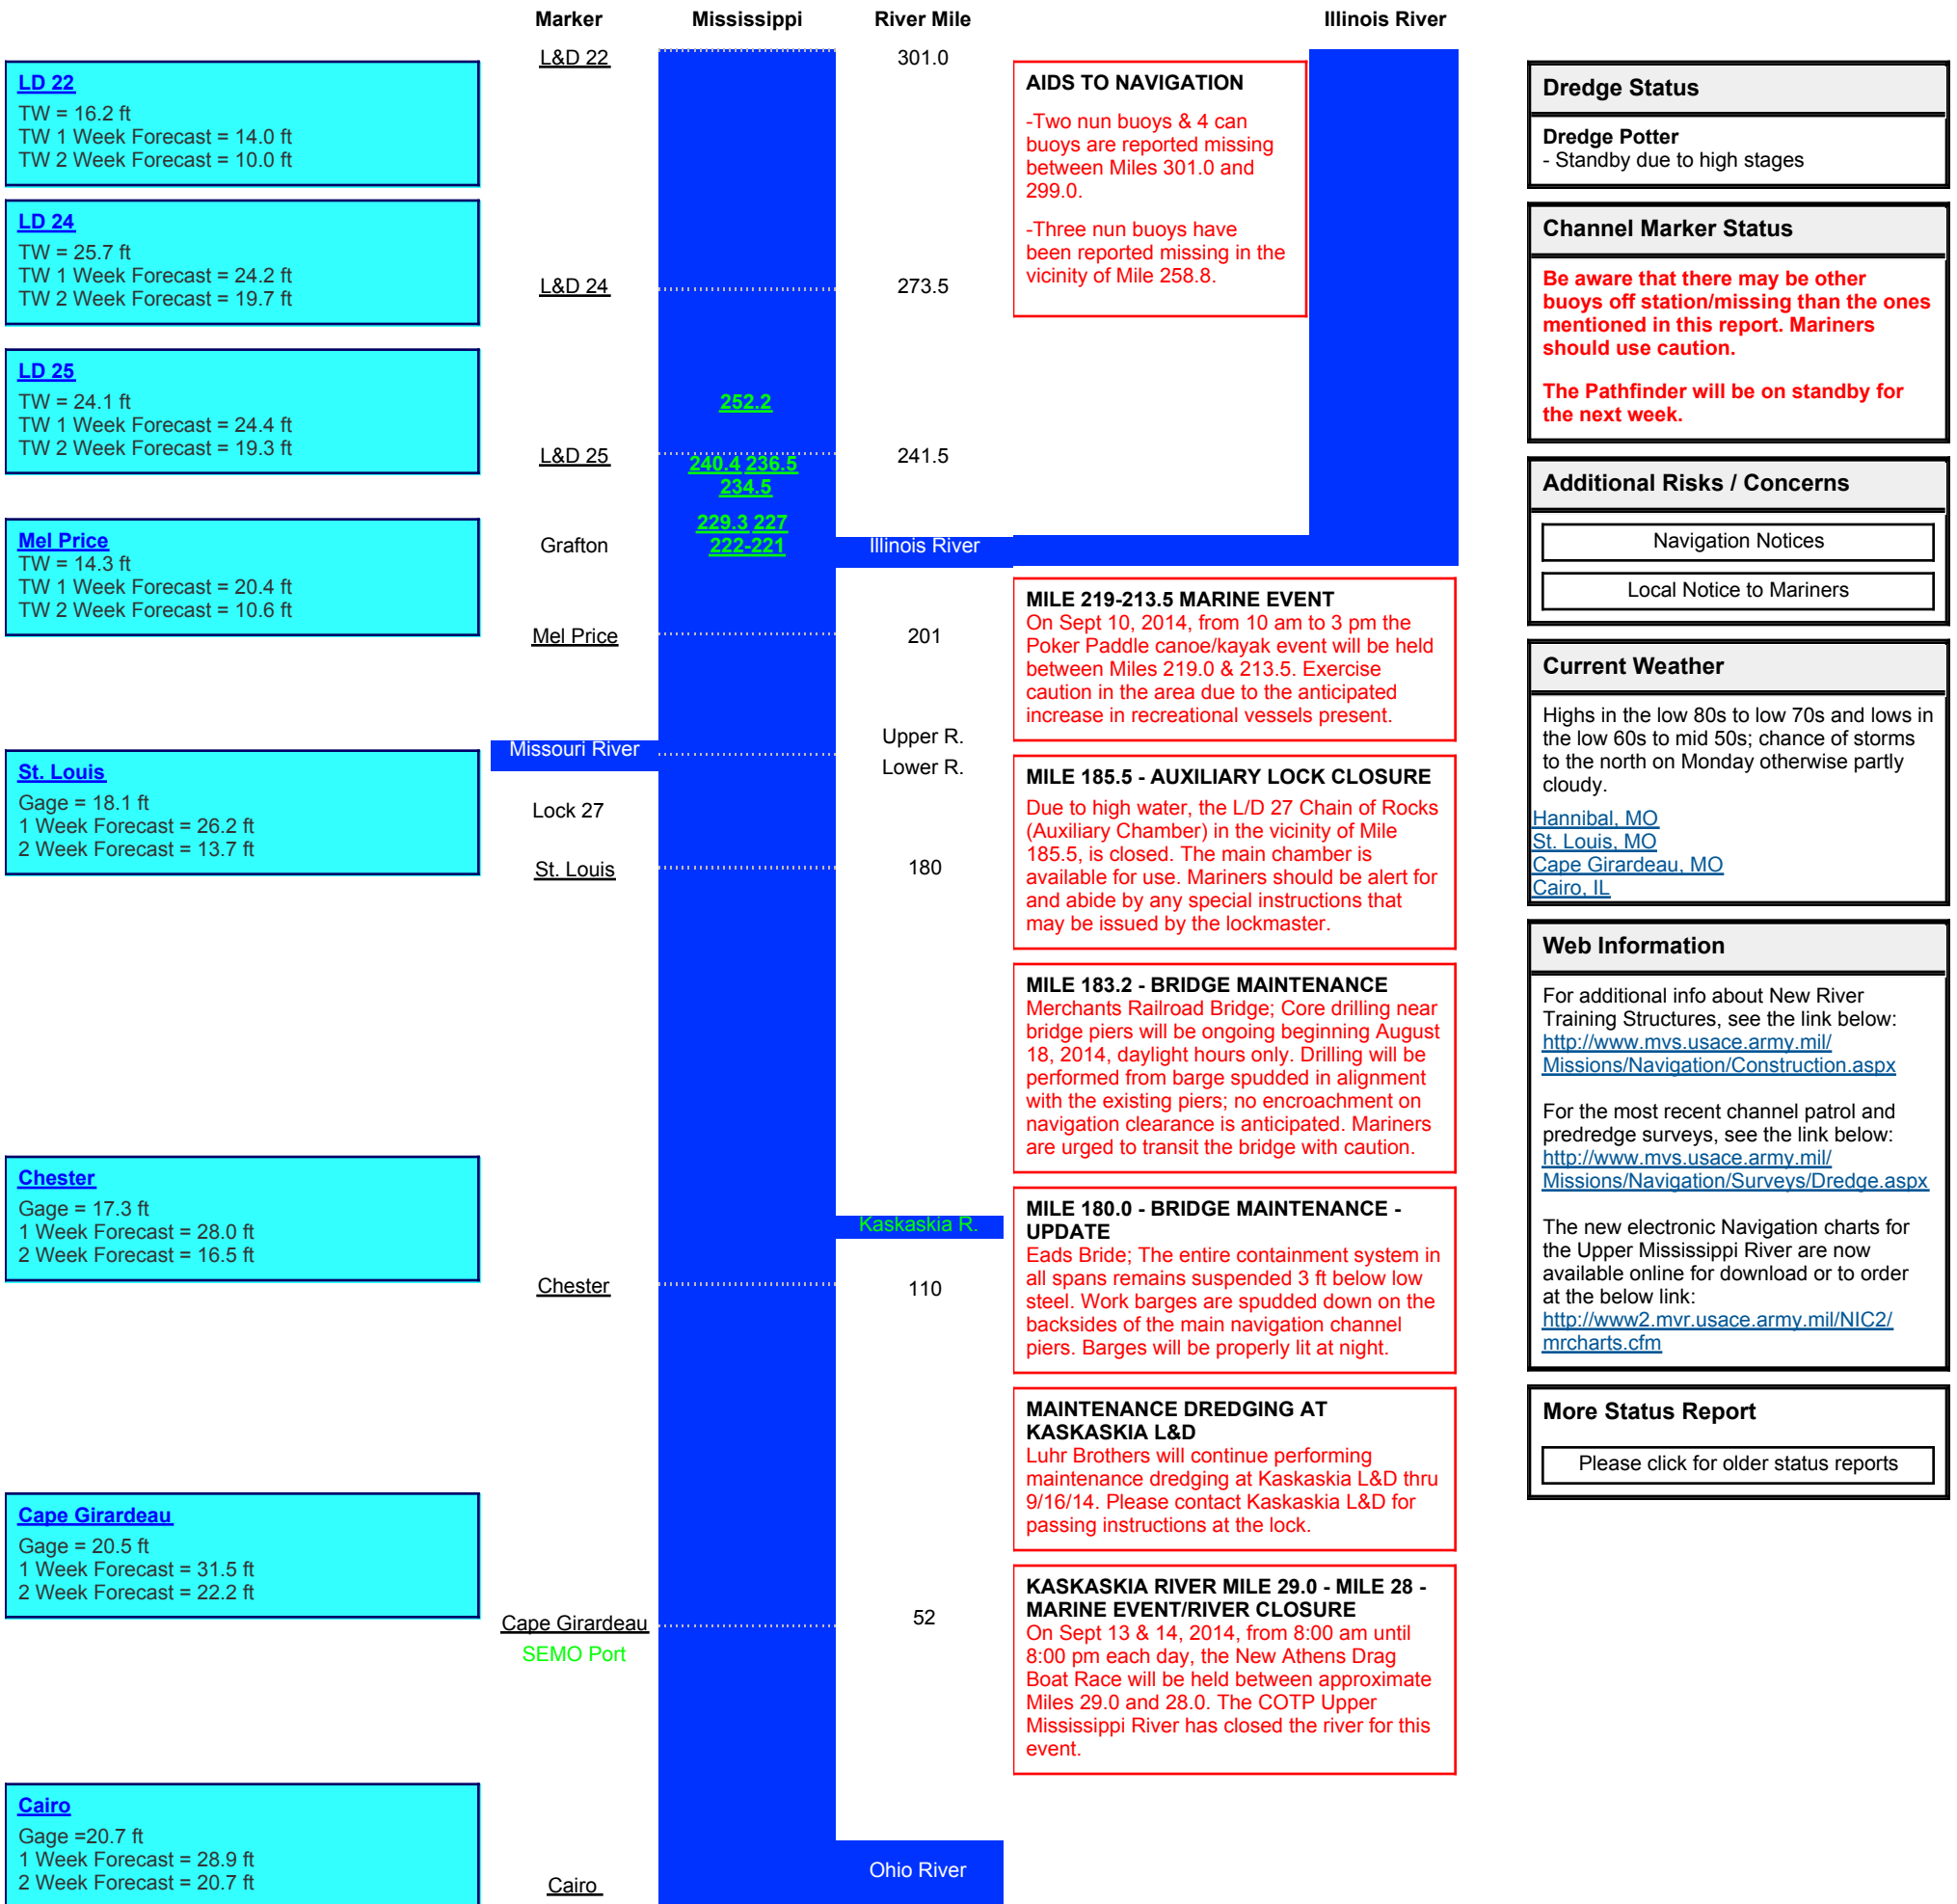 Marker
Mississippi
River Mile
Illinois River
L&D 22
301.0
LD 22
TW = 16.2 ft
TW 1 Week Forecast = 14.0 ft
TW 2 Week Forecast = 10.0 ft
LD 24
TW = 25.7 ft
TW 1 Week Forecast = 24.2 ft
TW 2 Week Forecast = 19.7 ft
L&D 24
273.5
LD 25
TW = 24.1 ft
TW 1 Week Forecast = 24.4 ft
TW 2 Week Forecast = 19.3 ft
252.2
L&D 25
241.5
240.4 236.5
234.5
Mel Price
TW = 14.3 ft
TW 1 Week Forecast = 20.4 ft
TW 2 Week Forecast = 10.6 ft
229.3 227
222-221
Grafton
Illinois River
Mel Price
201
Missouri River
Upper R.
Lower R.
St. Louis
Gage = 18.1 ft
1 Week Forecast = 26.2 ft
2 Week Forecast = 13.7 ft
Lock 27
St. Louis
180
Chester
Gage = 17.3 ft
1 Week Forecast = 28.0 ft
2 Week Forecast = 16.5 ft
Kaskaskia R.
Chester
110
Cape Girardeau
Gage = 20.5 ft
1 Week Forecast = 31.5 ft
2 Week Forecast = 22.2 ft
Cape Girardeau
52
SEMO Port
Cairo
Gage =20.7 ft
1 Week Forecast = 28.9 ft
2 Week Forecast = 20.7 ft
Cairo
Ohio River
AIDS TO NAVIGATION
-Two nun buoys & 4 can
buoys are reported missing
between Miles 301.0 and
299.0.
-Three nun buoys have
been reported missing in the
vicinity of Mile 258.8.
MILE 219-213.5 MARINE EVENT
On Sept 10, 2014, from 10 am to 3 pm the
Poker Paddle canoe/kayak event will be held
between Miles 219.0 & 213.5. Exercise
caution in the area due to the anticipated
increase in recreational vessels present.
MILE 185.5 - AUXILIARY LOCK CLOSURE
Due to high water, the L/D 27 Chain of Rocks
(Auxiliary Chamber) in the vicinity of Mile
185.5, is closed. The main chamber is
available for use. Mariners should be alert for
and abide by any special instructions that
may be issued by the lockmaster.
MILE 183.2 - BRIDGE MAINTENANCE
Merchants Railroad Bridge; Core drilling near
bridge piers will be ongoing beginning August
18, 2014, daylight hours only. Drilling will be
performed from barge spudded in alignment
with the existing piers; no encroachment on
navigation clearance is anticipated. Mariners
are urged to transit the bridge with caution.
MILE 180.0 - BRIDGE MAINTENANCE -
UPDATE
Eads Bride; The entire containment system in
all spans remains suspended 3 ft below low
steel. Work barges are spudded down on the
backsides of the main navigation channel
piers. Barges will be properly lit at night.
MAINTENANCE DREDGING AT
KASKASKIA L&D
Luhr Brothers will continue performing
maintenance dredging at Kaskaskia L&D thru
9/16/14. Please contact Kaskaskia L&D for
passing instructions at the lock.
KASKASKIA RIVER MILE 29.0 - MILE 28 -
MARINE EVENT/RIVER CLOSURE
On Sept 13 & 14, 2014, from 8:00 am until
8:00 pm each day, the New Athens Drag
Boat Race will be held between approximate
Miles 29.0 and 28.0. The COTP Upper
Mississippi River has closed the river for this
event.
Dredge Status
Dredge Potter
- Standby due to high stages
Channel Marker Status
Be aware that there may be other
buoys off station/missing than the ones
mentioned in this report. Mariners
should use caution.
The Pathfinder will be on standby for
the next week.
Additional Risks / Concerns
Navigation Notices
Local Notice to Mariners
Current Weather
Highs in the low 80s to low 70s and lows in
the low 60s to mid 50s; chance of storms
to the north on Monday otherwise partly
cloudy.
Hannibal, MO
St. Louis, MO
Cape Girardeau, MO
Cairo, IL
Web Information
For additional info about New River
Training Structures, see the link below:
http://www.mvs.usace.army.mil/
Missions/Navigation/Construction.aspx
For the most recent channel patrol and
predredge surveys, see the link below:
http://www.mvs.usace.army.mil/
Missions/Navigation/Surveys/Dredge.aspx
The new electronic Navigation charts for
the Upper Mississippi River are now
available online for download or to order
at the below link:
http://www2.mvr.usace.army.mil/NIC2/
mrcharts.cfm
More Status Report
Please click for older status reports